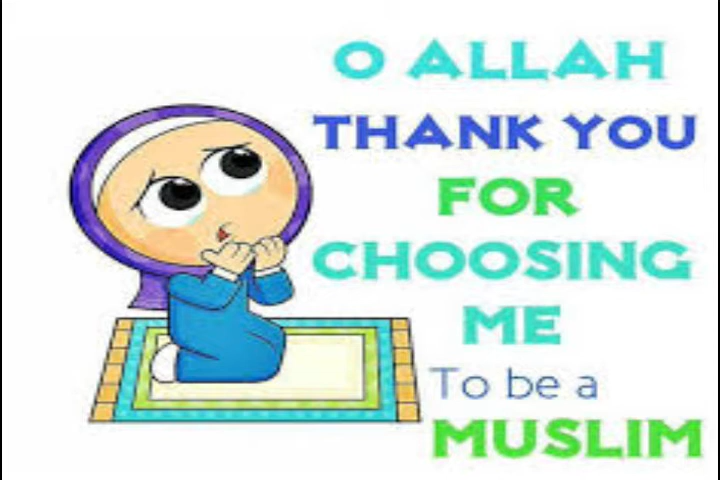 O ALLAH
THANK YOU
FOR
CHOOSING
ME
To be a
MUSLIM